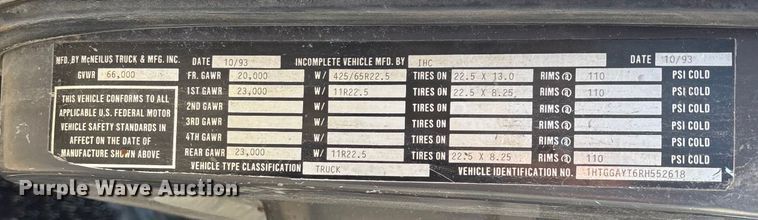 MFD. BY McNEILUS TRUCK & MFG. INC. DATE 10/93 INCOMPLETE VEHICLE MFD. BY IHC DATE 10/93
GVWR 66,000 FR. GAWR 20,000 W/ 425/65R22.5 TIRES ON 22.5 X 13.0 RIMS @ 110 PSI COLD
1ST GAWR 23,000 W/ 11R22.5 TIRES ON 22.5 X 8.25 RIMS @ 110 PSI COLD
2ND GAWR W/ TIRES ON RIMS @ PSI COLD
3RD GAWR W/ TIRES ON RIMS @ PSI COLD
4TH GAWR W/ TIRES ON RIMS @ PSI COLD
REAR GAWR 23,000 W/ 11R22.5 TIRES ON 22.5 X 8.25 RIMS @ 110 PSI COLD
THIS VEHICLE CONFORMS TO ALL
APPLICABLE U.S. FEDERAL MOTOR
VEHICLE SAFETY STANDARDS IN
AFFECT ON THE DATE OF
MANUFACTURE SHOWN ABOVE
VEHICLE TYPE CLASSIFICATION TRUCK VEHICLE IDENTIFICATION NO. 1HTGGAYT6RH552618
Purple Wave Auction